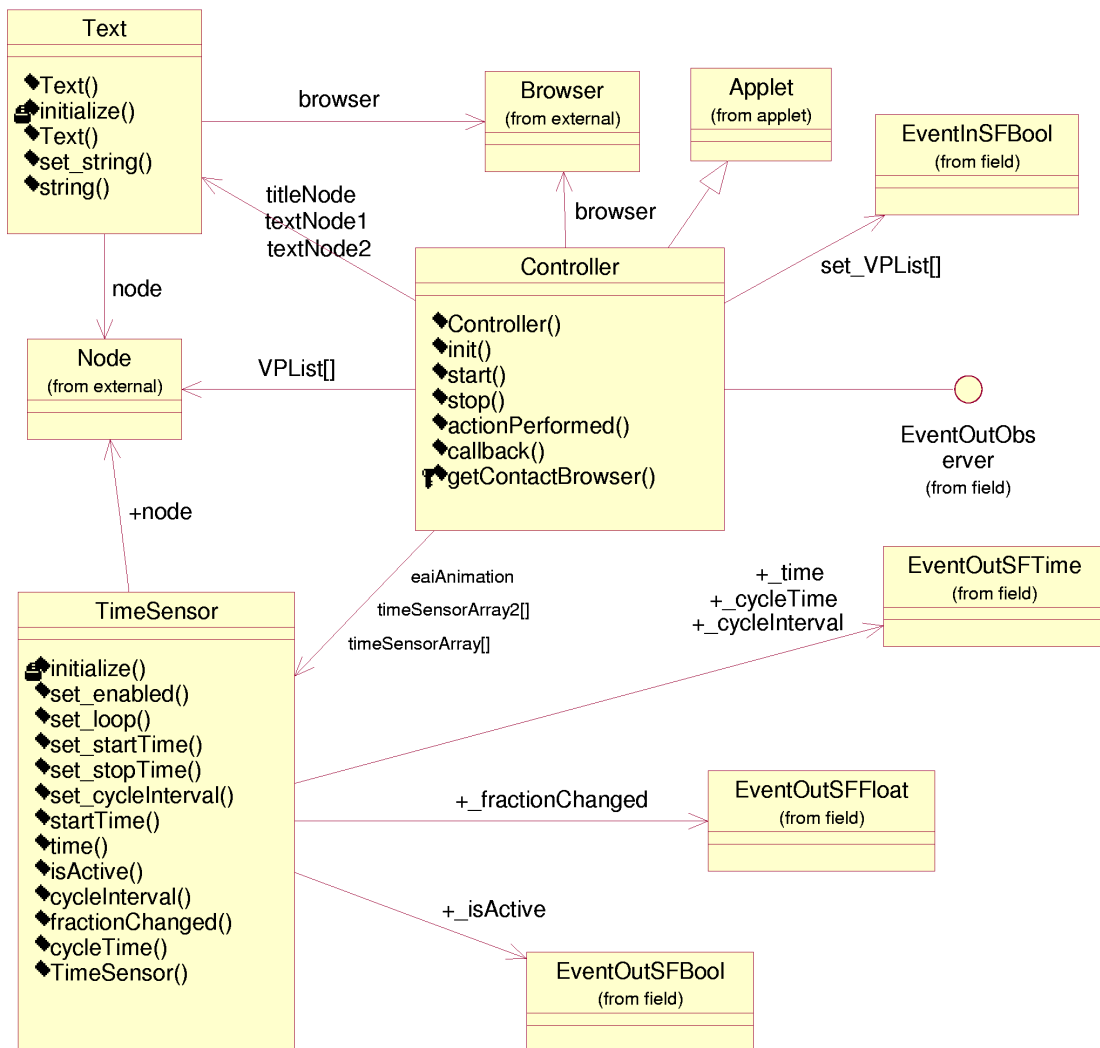 Text
Text()
initialize()
Text()
set_string()
string()
browser
Browser
(from external)
Applet
(from applet)
EventInSFBool
(from field)
titleNode
textNode1
textNode2
browser
set_VPList[]
node
Controller
Controller()
init()
start()
stop()
actionPerformed()
callback()
getContactBrowser()
Node
(from external)
VPList[]
EventOutObs
erver
(from field)
+node
eaiAnimation
timeSensorArray2[]
timeSensorArray[]
+_time
+_cycleTime
+_cycleInterval
EventOutSFTime
(from field)
TimeSensor
initialize()
set_enabled()
set_loop()
set_startTime()
set_stopTime()
set_cycleInterval()
startTime()
time()
isActive()
cycleInterval()
fractionChanged()
cycleTime()
TimeSensor()
+_fractionChanged
EventOutSFFloat
(from field)
+_isActive
EventOutSFBool
(from field)